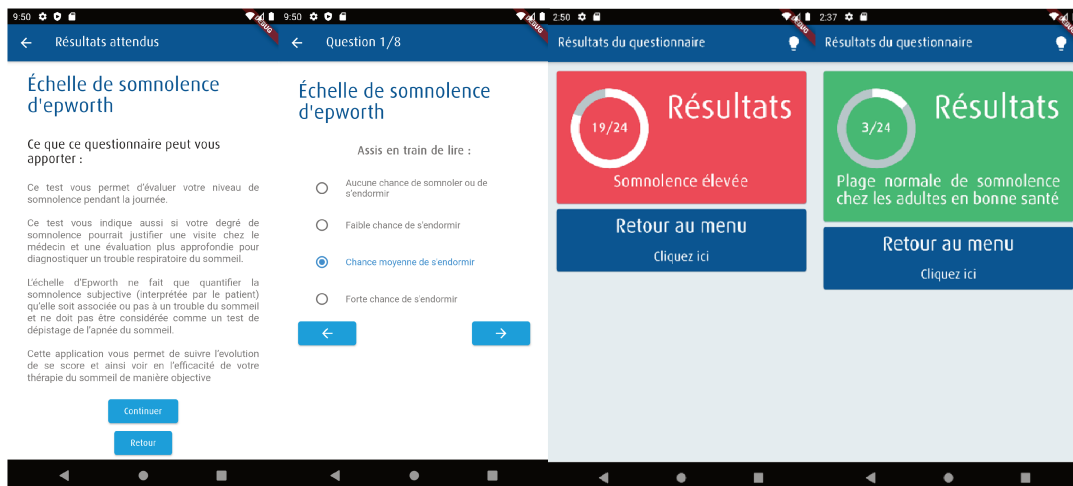 9:50
DEBUG
Résultats attendus
Échelle de somnolence
d'epworth
Ce que ce questionnaire peut vous
apporter :
Ce test vous permet d'évaluer votre niveau de
somnolence pendant la journée.
Ce test vous indique aussi si votre degré de
somnolence pourrait justifier une visite chez le
médecin et une évaluation plus approfondie pour
diagnostiquer un trouble respiratoire du sommeil.
L'échelle d'Epworth ne fait que quantifier la
somnolence subjective (interprétée par le patient)
qu'elle soit associée ou pas à un trouble du sommeil
et ne doit pas être considérée comme un test de
dépistage de l'apnée du sommeil.
Cette application vous permet de suivre l'evolution
de se score et ainsi voir en l'efficacité de votre
thérapie du sommeil de manière objective
Continuer
Retour
9:50
DEBUG
Question 1/8
Échelle de somnolence
d'epworth
Assis en train de lire :
Aucune chance de somnoler ou de
s'endormir
Faible chance de s'endormir
Chance moyenne de s'endormir
Forte chance de s'endormir
2:50
DEBUG
Résultats du questionnaire
19/24
Résultats
Somnolence élevée
Retour au menu
Cliquez ici
2:37
DEBUG
Résultats du questionnaire
3/24
Résultats
Plage normale de somnolence
chez les adultes en bonne santé
Retour au menu
Cliquez ici